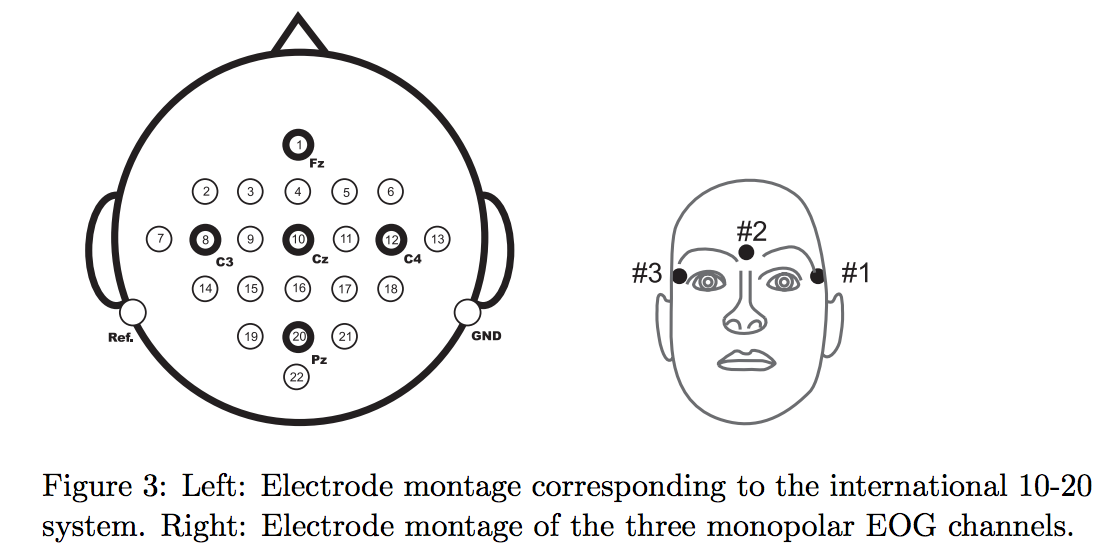 1
Fz
2 3 4 5 6
7 8 9 10 11 12 13
C3 Cz C4
14 15 16 17 18
Ref. 19 20 21 GND
Pz
22
#2
#3 #1
Figure 3: Left: Electrode montage corresponding to the international 10-20
system. Right: Electrode montage of the three monopolar EOG channels.